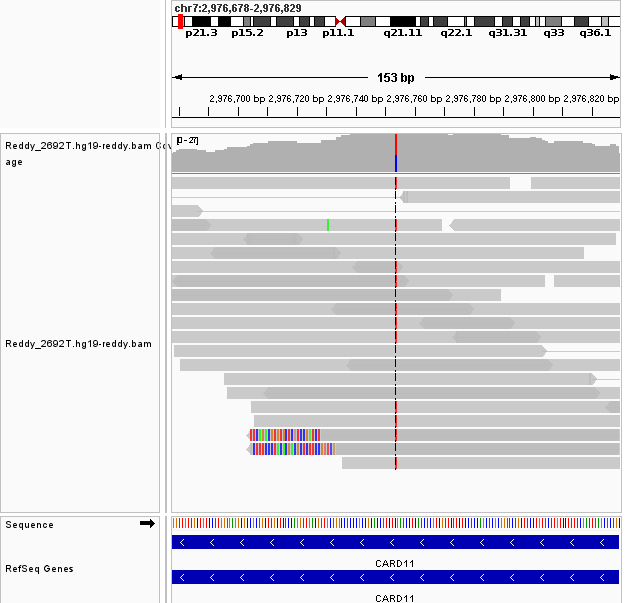 chr7:2,976,678-2,976,829
p21.3 p15.2 p13 p11.1 q21.11 q22.1 q31.31 q33 q36.1
153 bp
2,976,700 bp 2,976,720 bp 2,976,740 bp 2,976,760 bp 2,976,780 bp 2,976,800 bp 2,976,820 bp
Reddy_2692T.hg19-reddy.bam Cov
age
[0 - 27]
Reddy_2692T.hg19-reddy.bam
Sequence
CARD11
RefSeq Genes
CARD11